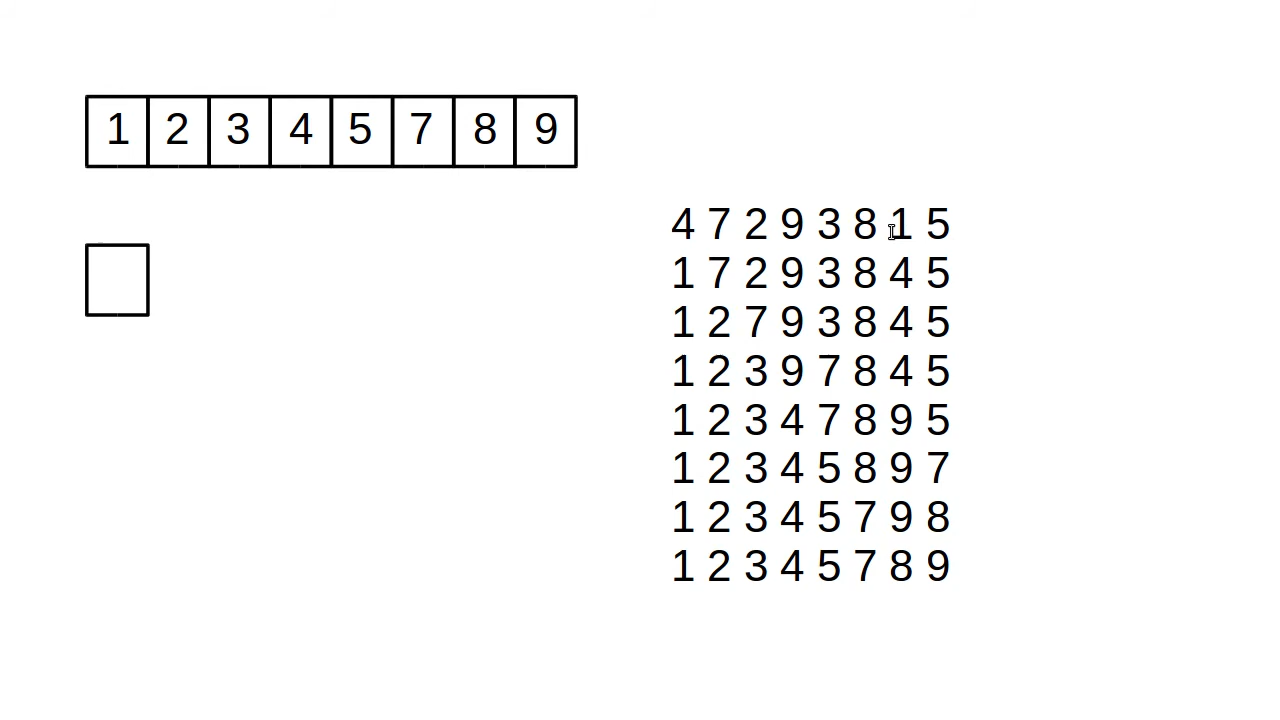 1 2 3 4 5 7 8 9
4 7 2 9 3 8 1 5
1 7 2 9 3 8 4 5
1 2 7 9 3 8 4 5
1 2 3 9 7 8 4 5
1 2 3 4 7 8 9 5
1 2 3 4 5 8 9 7
1 2 3 4 5 7 9 8
1 2 3 4 5 7 8 9